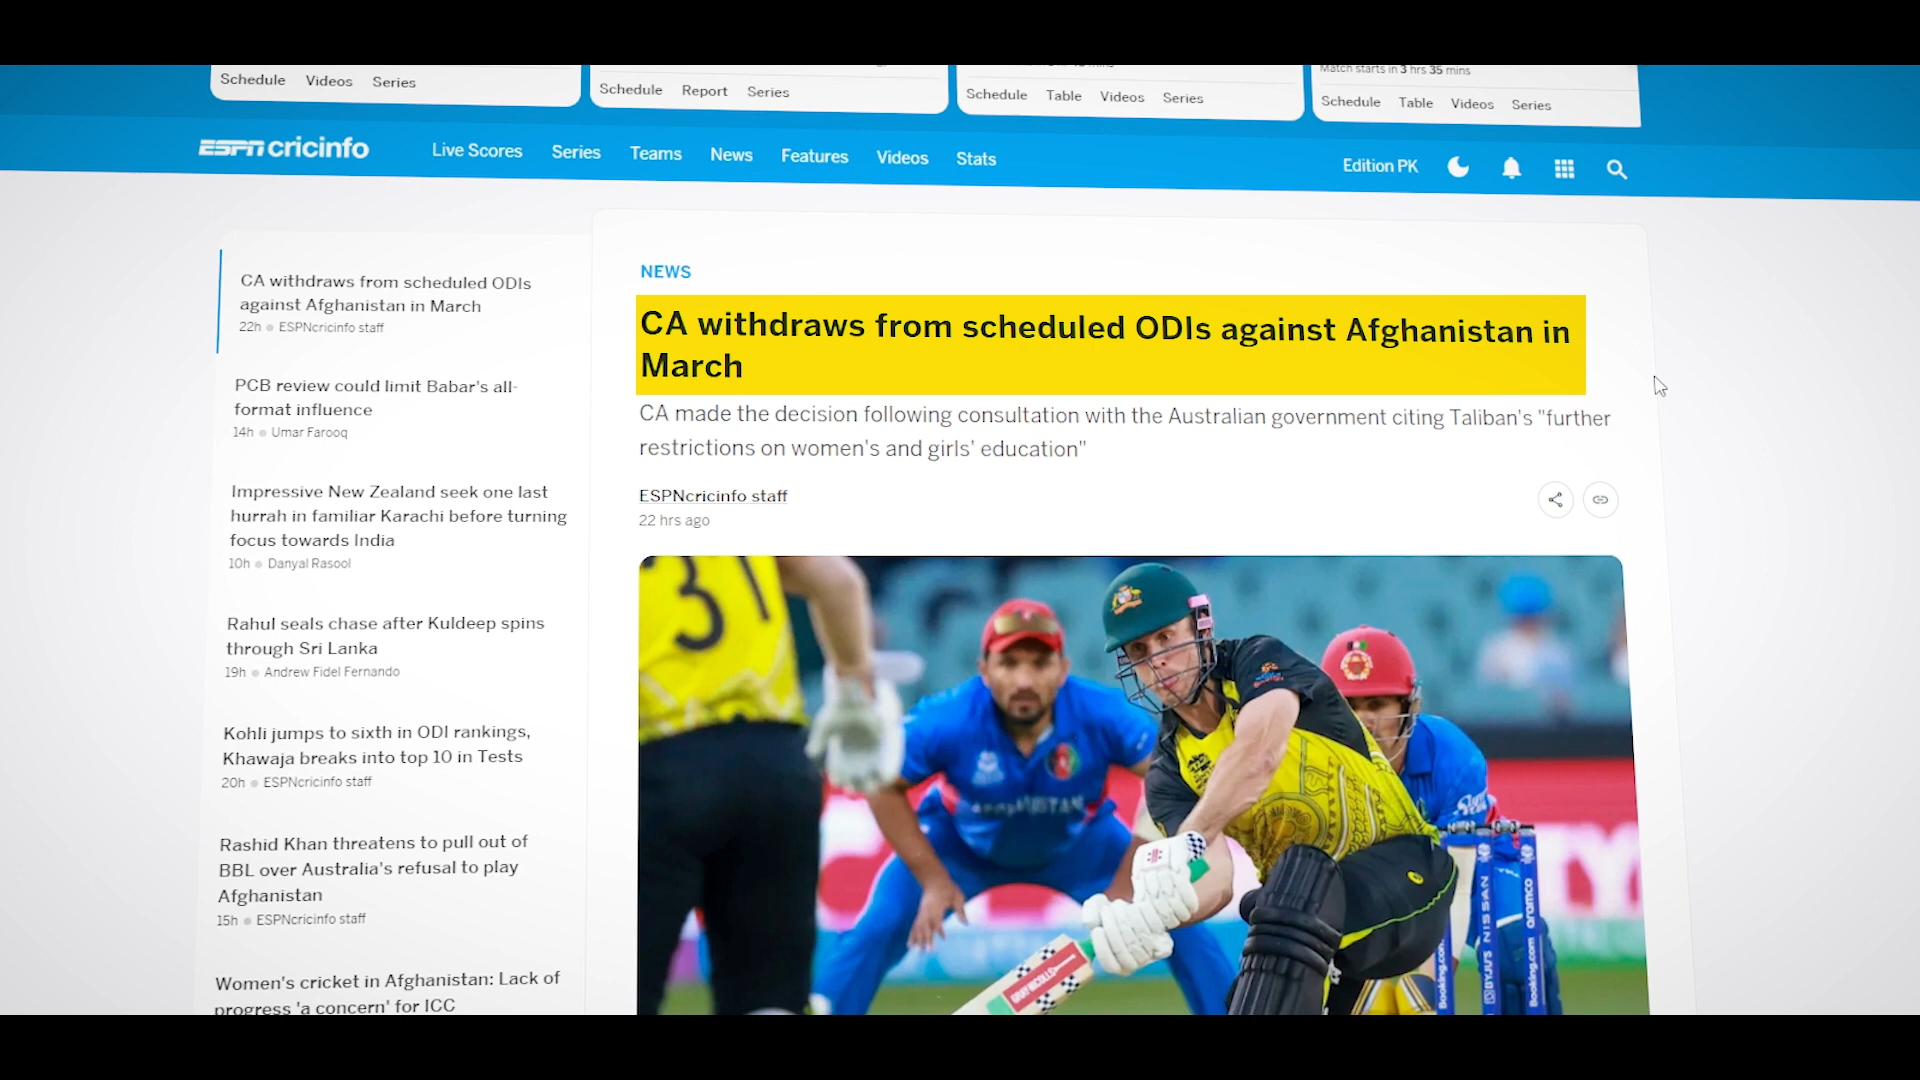 Schedule Videos Series
Schedule Report Series
Schedule Table Videos Series
Match starts in 3 hrs 35 mins
Schedule Table Videos Series
ESPNcricinfo
Live Scores Series Teams News Features Videos Stats
Edition PK
CA withdraws from scheduled ODIs
against Afghanistan in March
22h ESPNcricinfo staff
PCB review could limit Babar's all-
format influence
14h Umar Farooq
Impressive New Zealand seek one last
hurrah in familiar Karachi before turning
focus towards India
10h Danyal Rasool
Rahul seals chase after Kuldeep spins
through Sri Lanka
19h Andrew Fidel Fernando
Kohli jumps to sixth in ODI rankings,
Khawaja breaks into top 10 in Tests
20h ESPNcricinfo staff
Rashid Khan threatens to pull out of
BBL over Australia's refusal to play
Afghanistan
15h ESPNcricinfo staff
Women's cricket in Afghanistan: Lack of
progress 'a concern' for ICC
NEWS
CA withdraws from scheduled ODIs against Afghanistan in
March
CA made the decision following consultation with the Australian government citing Taliban's "further
restrictions on women's and girls' education"
ESPNcricinfo staff
22 hrs ago
31
AFGHANISTAN
GRAY-NICOLLS
Booking.com
BYJU'S NISSAN
Booking.com aramco